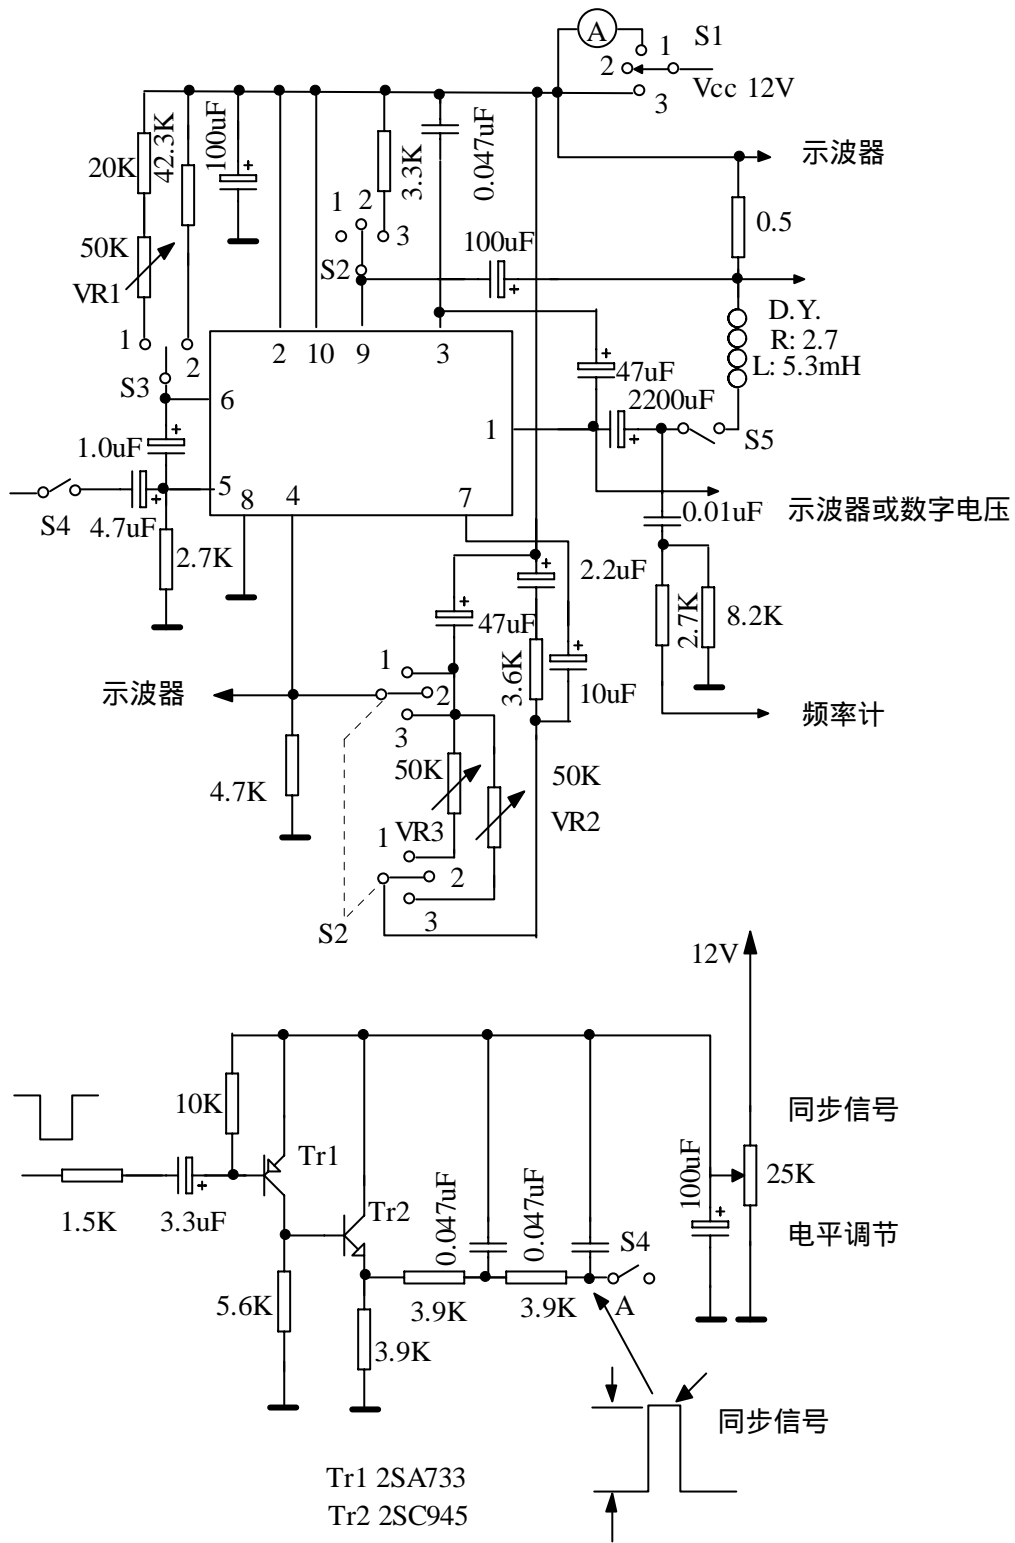 A
1
S1
2
Vcc 12V
3
示波器
20K
42.3K
100uF
3.3K
0.047uF
0.5
1
2
3
50K
VR1
S2
100uF
D.Y.
R: 2.7
L: 5.3mH
1
2
S3
2
10
9
3
47uF
2200uF
6
1
S5
1.0uF
5
8
4
7
S4
4.7uF
2.7K
0.01uF
示波器或数字电压
2.2uF
47uF
3.6K
10uF
2.7K
8.2K
1
2
3
示波器
频率计
4.7K
50K
VR3
50K
VR2
1
2
3
S2
12V
10K
Tr1
同步信号
25K
100uF
1.5K
3.3uF
Tr2
0.047uF
0.047uF
S4
电平调节
5.6K
3.9K
3.9K
A
3.9K
同步信号
Tr1 2SA733
Tr2 2SC945